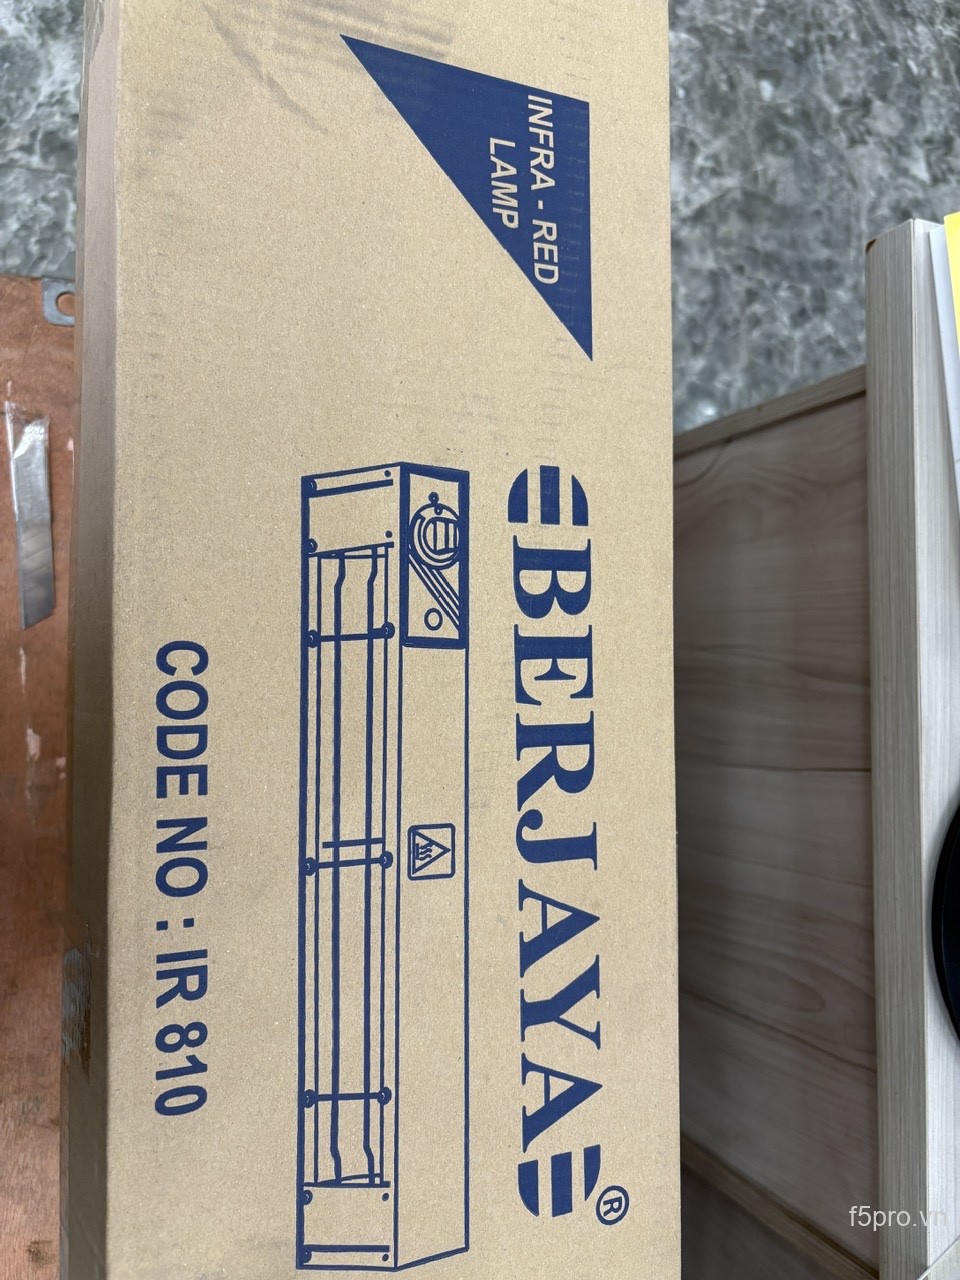 INFRA - RED
LAMP
BERJAYA®
CODE NO : IR 810
f5pro.vn